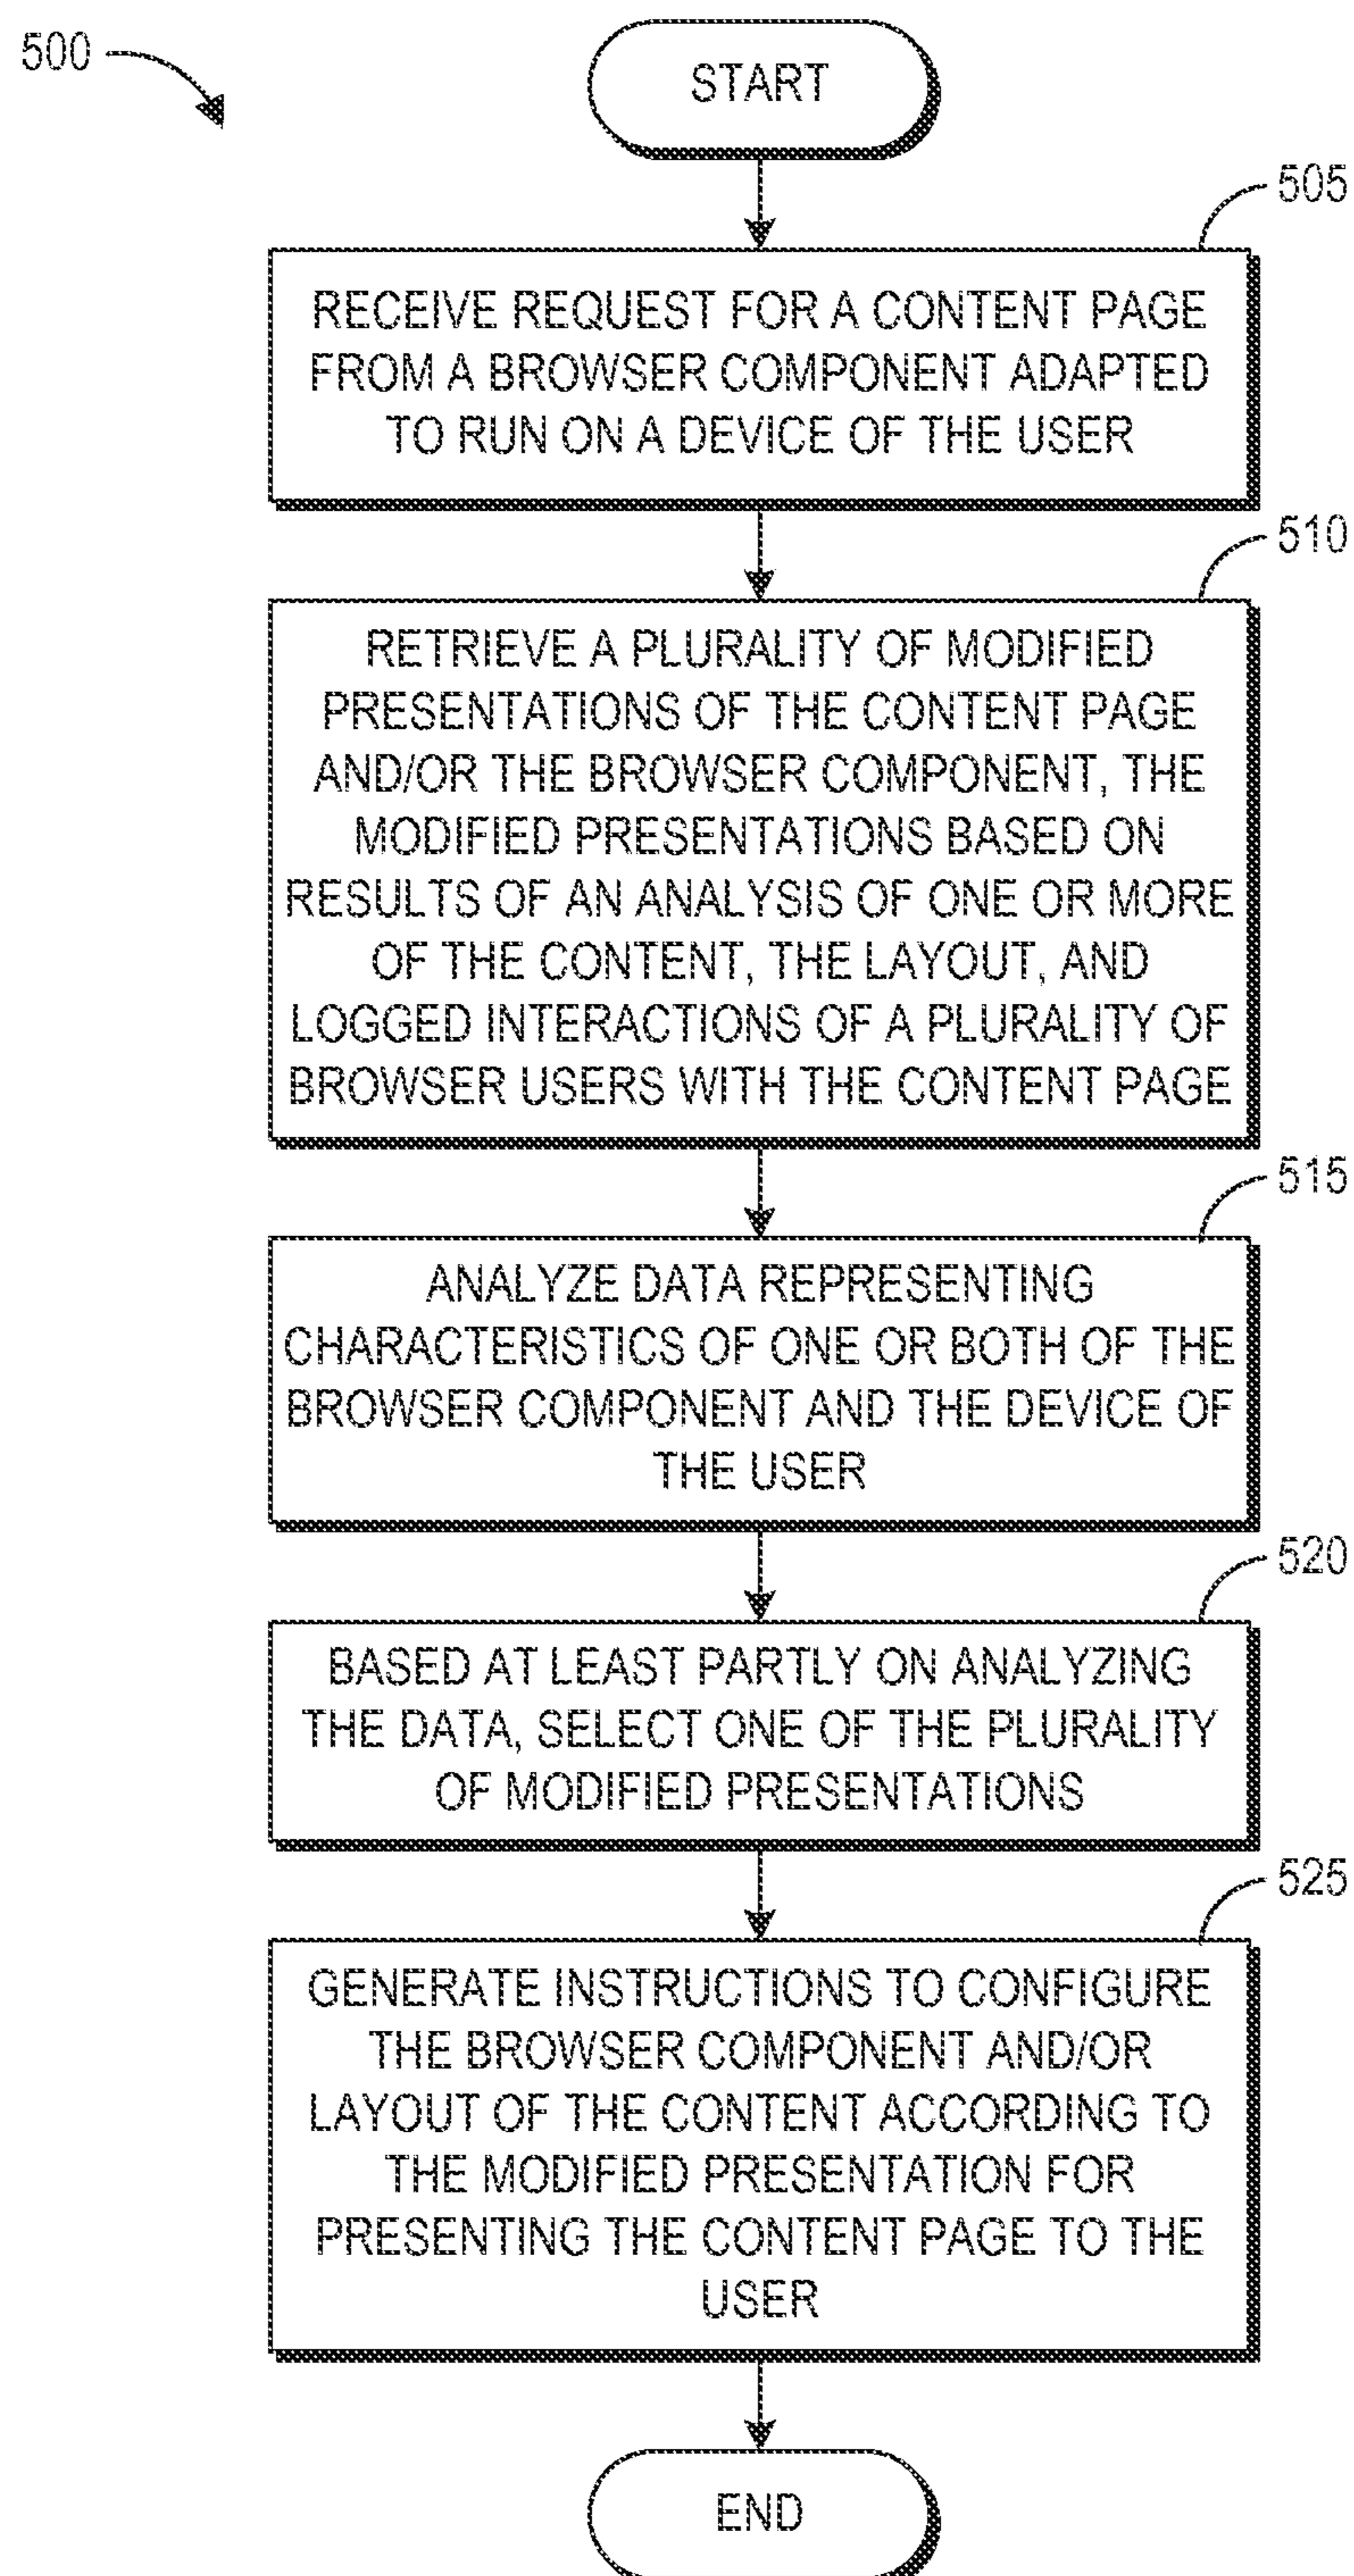 500
START
505
RECEIVE REQUEST FOR A CONTENT PAGE
FROM A BROWSER COMPONENT ADAPTED
TO RUN ON A DEVICE OF THE USER
510
RETRIEVE A PLURALITY OF MODIFIED
PRESENTATIONS OF THE CONTENT PAGE
AND/OR THE BROWSER COMPONENT, THE
MODIFIED PRESENTATIONS BASED ON
RESULTS OF AN ANALYSIS OF ONE OR MORE
OF THE CONTENT, THE LAYOUT, AND
LOGGED INTERACTIONS OF A PLURALITY OF
BROWSER USERS WITH THE CONTENT PAGE
515
ANALYZE DATA REPRESENTING
CHARACTERISTICS OF ONE OR BOTH OF THE
BROWSER COMPONENT AND THE DEVICE OF
THE USER
520
BASED AT LEAST PARTLY ON ANALYZING
THE DATA, SELECT ONE OF THE PLURALITY
OF MODIFIED PRESENTATIONS
525
GENERATE INSTRUCTIONS TO CONFIGURE
THE BROWSER COMPONENT AND/OR
LAYOUT OF THE CONTENT ACCORDING TO
THE MODIFIED PRESENTATION FOR
PRESENTING THE CONTENT PAGE TO THE
USER
END